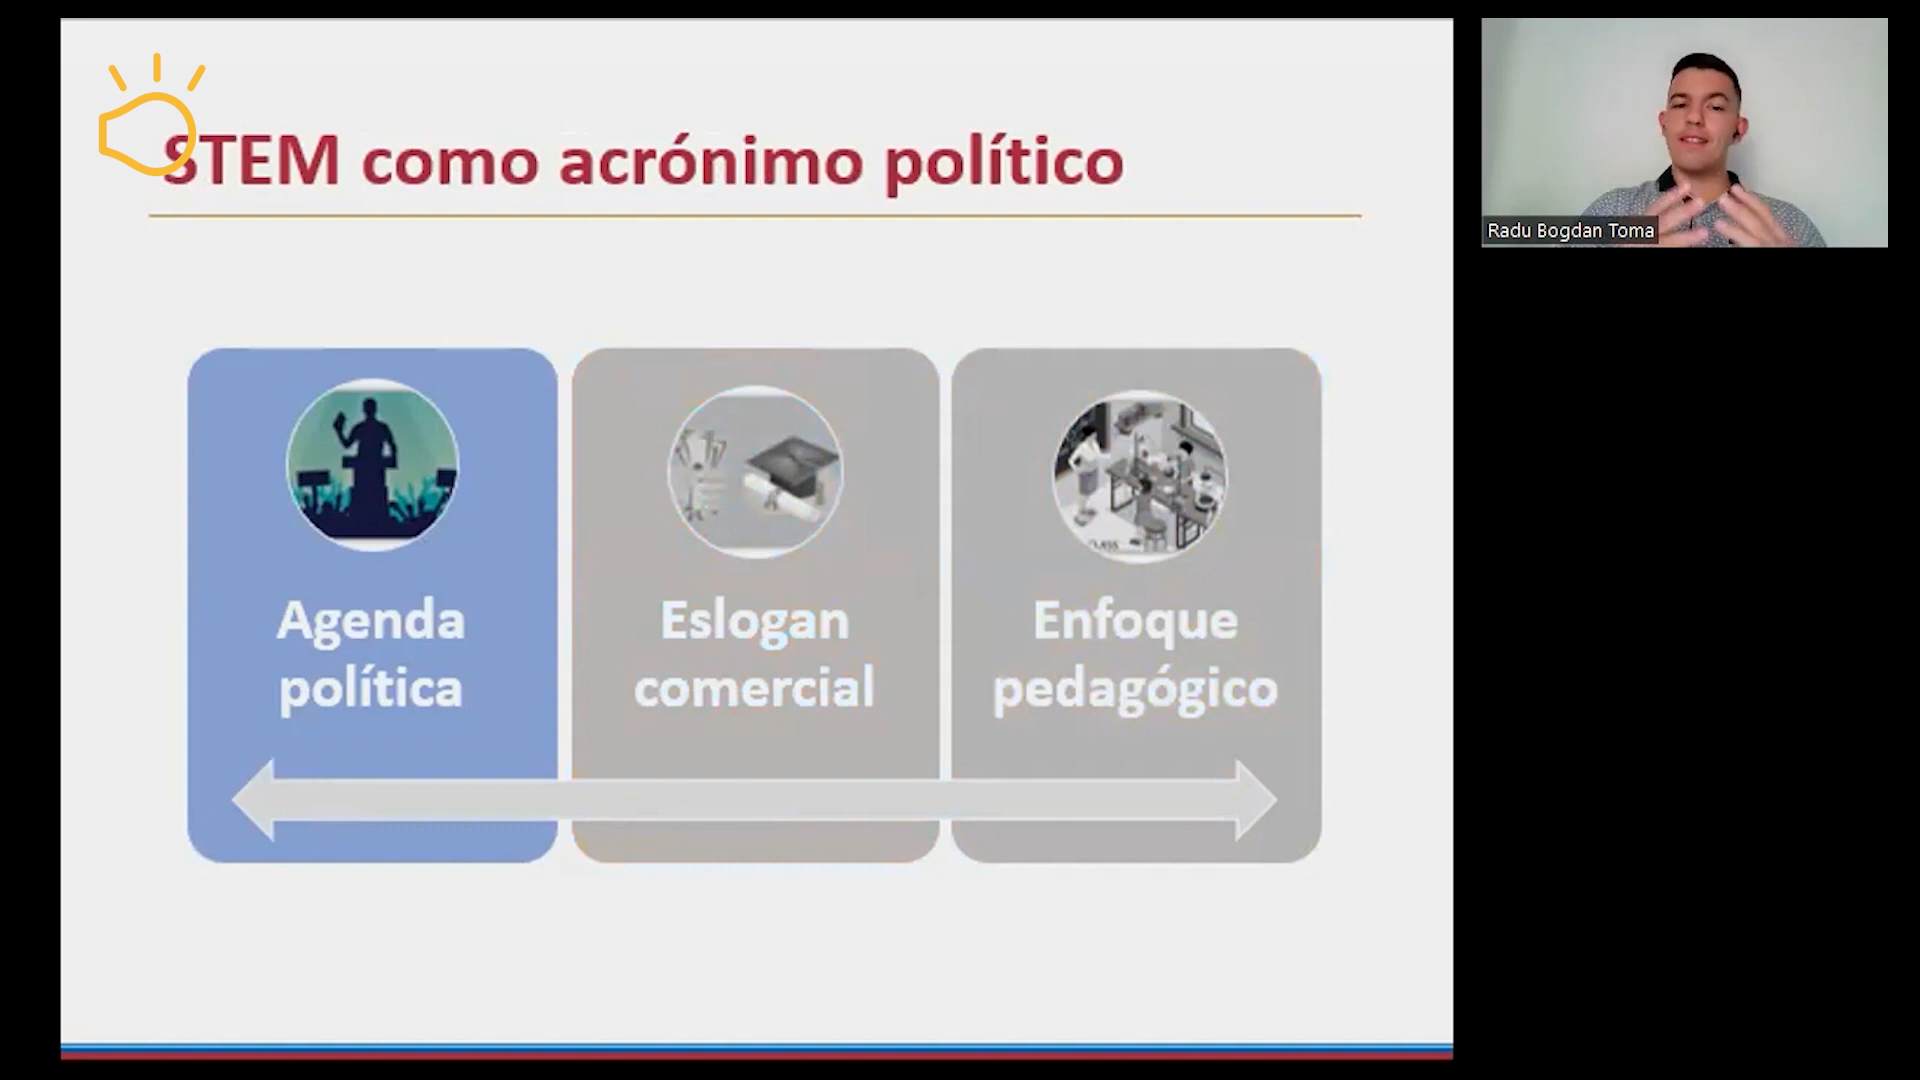 STEM como acrónimo político
Agenda
política
Eslogan
comercial
Enfoque
pedagógico
Radu Bogdan Toma